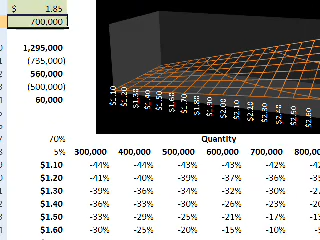 $ 1.85
700,000
1,295,000
(735,000)
560,000
(500,000)
60,000
$1.10 $1.20 $1.30 $1.40 $1.50 $1.60 $1.70 $1.80 $1.90 $2.00 $2.10 $2.20 $2.30 $2.40 $2.50 $2.60
70% Quantity
5% 300,000 400,000 500,000 600,000 700,000 800,00
$1.10 -44% -44% -43% -43% -42% -42
$1.20 -41% -40% -39% -37% -36% -35
$1.30 -39% -36% -34% -32% -30% -2
$1.40 -36% -33% -30% -26% -23% -20
$1.50 -33% -29% -25% -21% -17% -13
$1.60 -30% -25% -20% -15% -10%